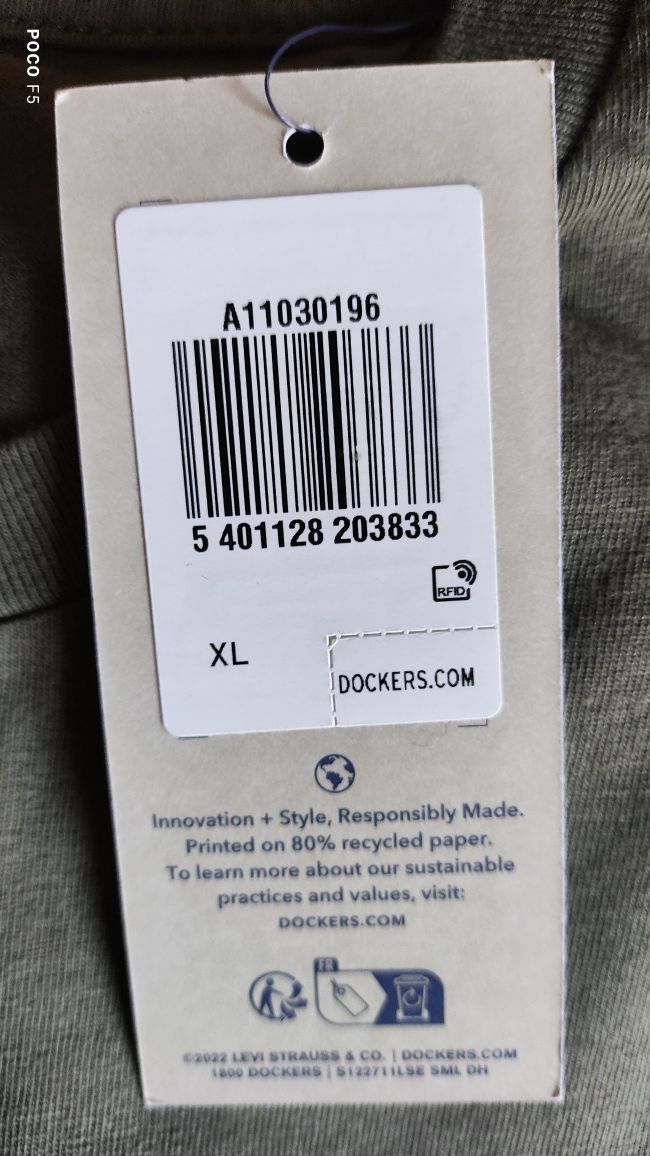 POCO F5
A11030196
5 401128 203833
RFID
XL
DOCKERS.COM
Innovation + Style, Responsibly Made.
Printed on 80% recycled paper.
To learn more about our sustainable
practices and values, visit:
DOCKERS.COM
FR
©2022 LEVI STRAUSS & CO. | DOCKERS.COM
1800 DOCKERS | S122711LSE SML DH